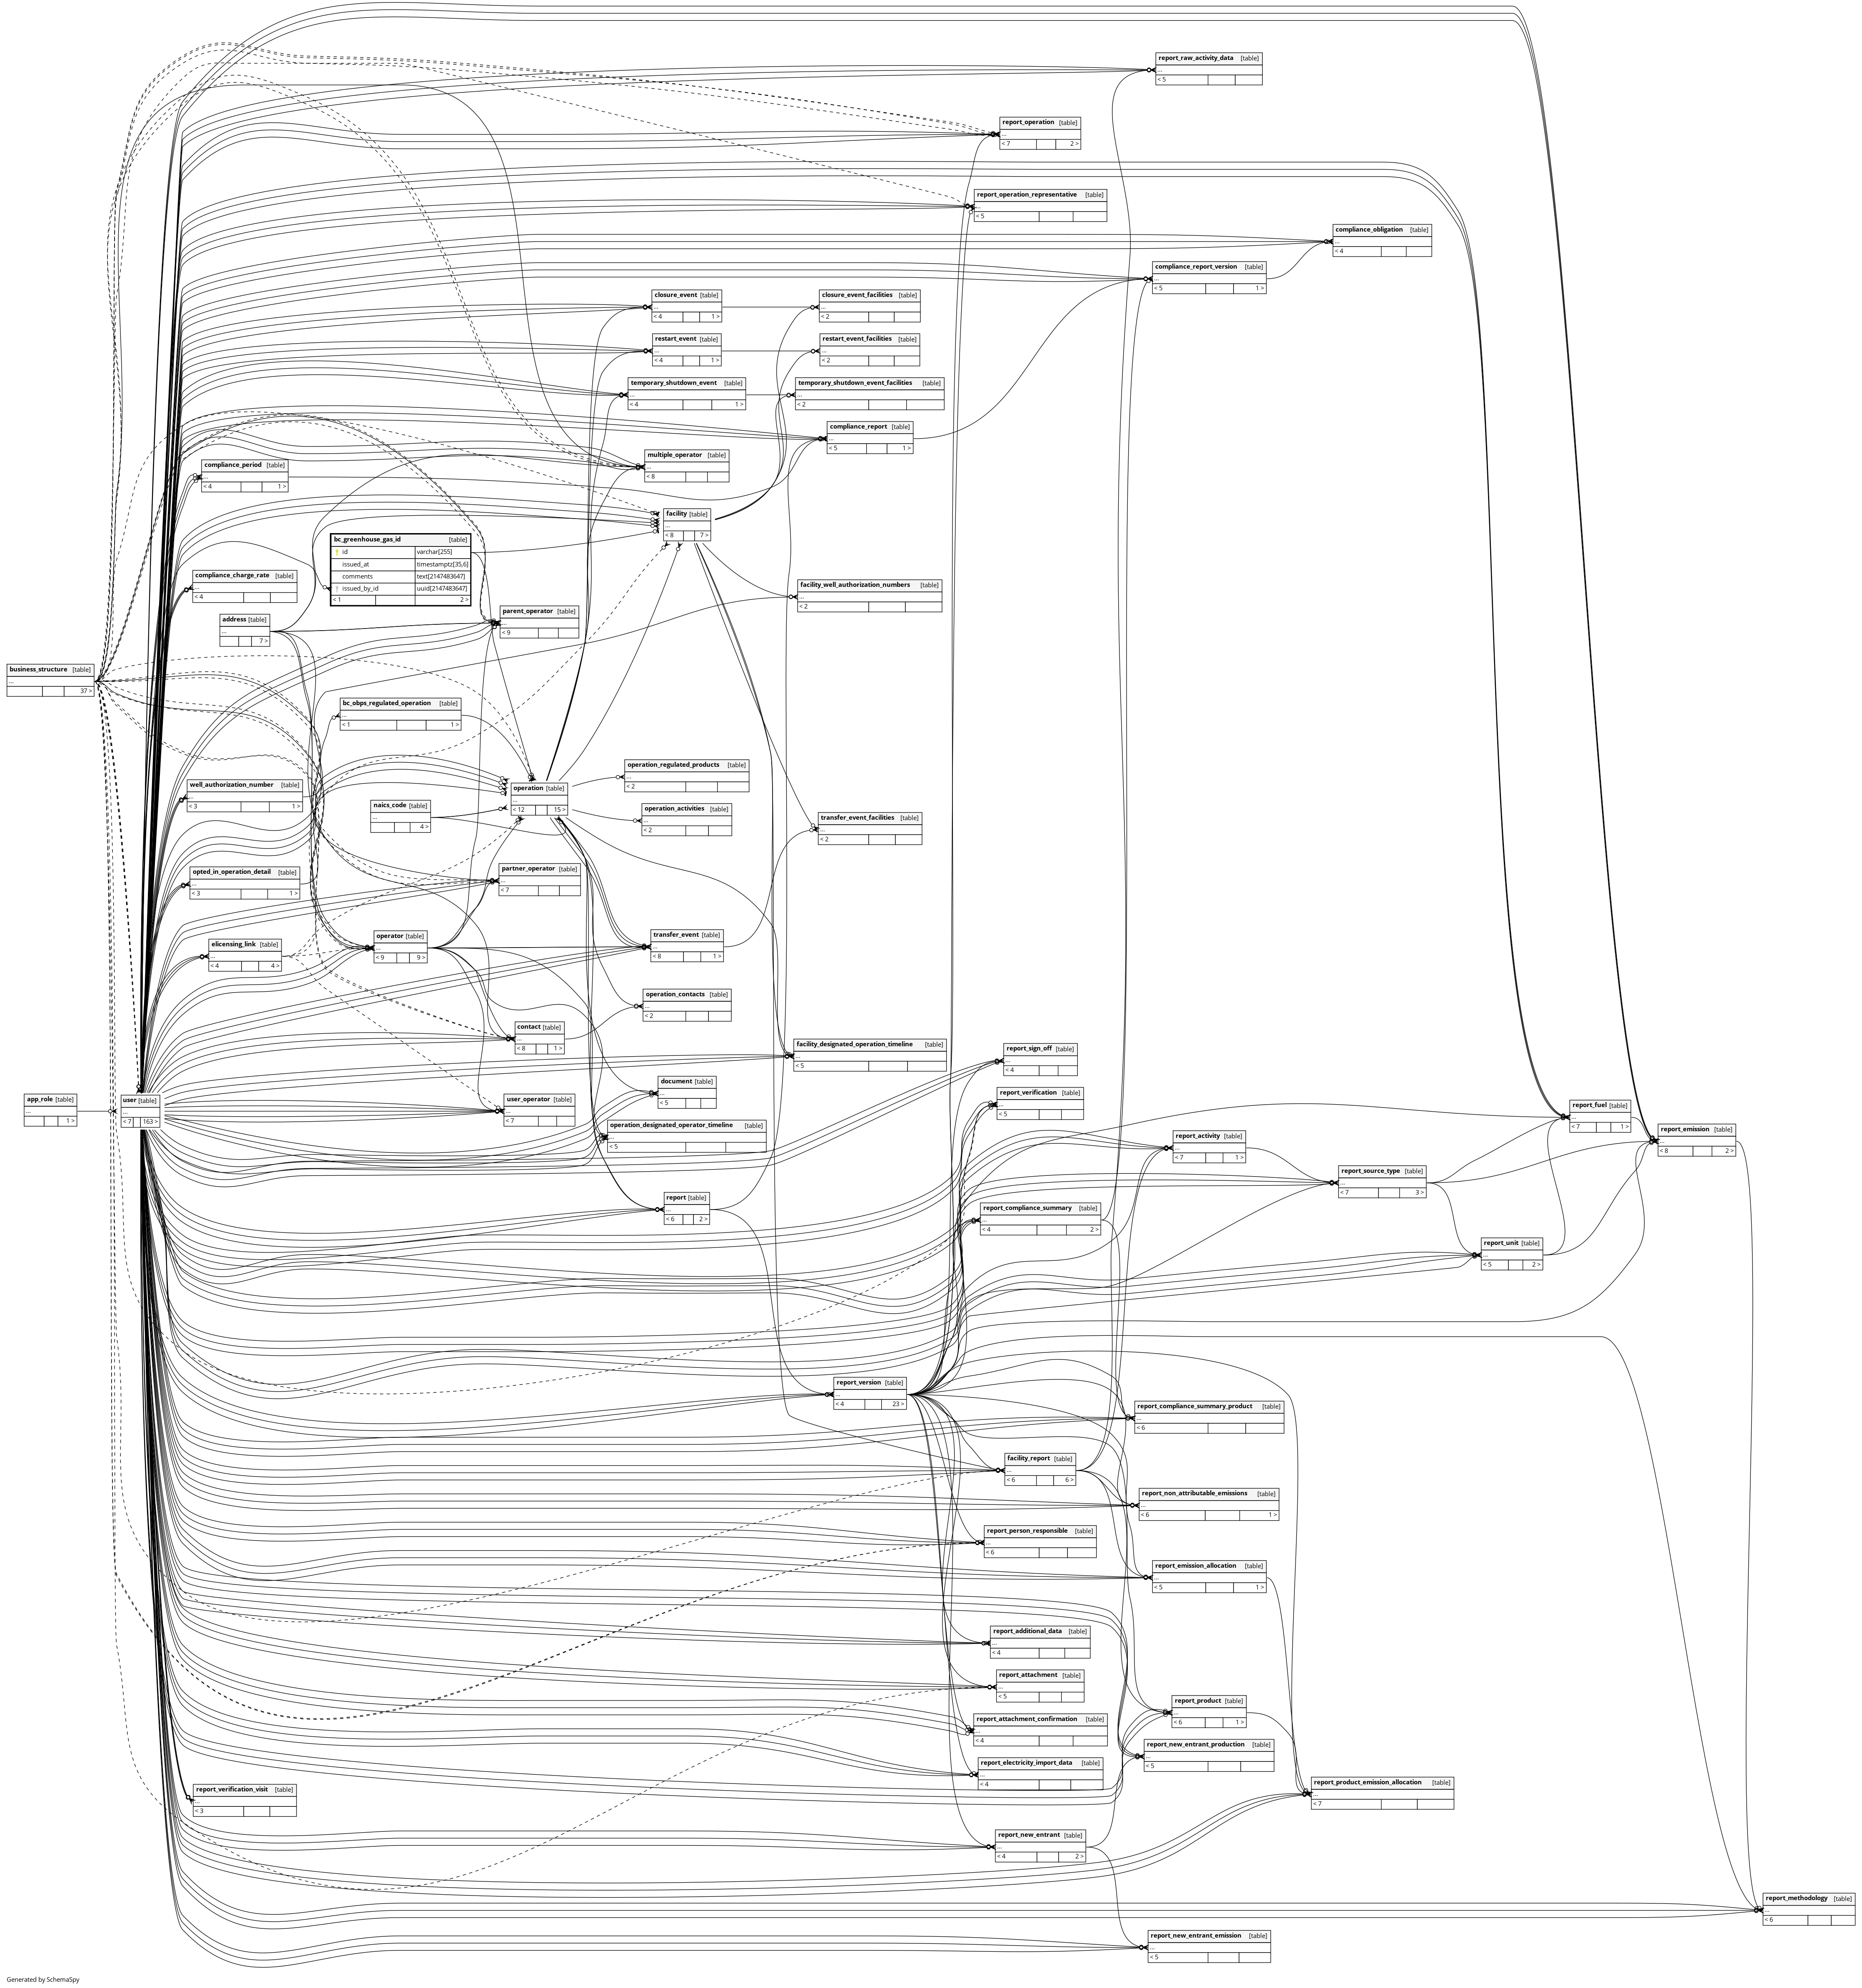 report_raw_activity_data [table]
...
< 5
report_operation [table]
...
< 7 2 >
report_operation_representative [table]
...
< 5
compliance_obligation [table]
...
< 4
compliance_report_version [table]
...
< 5 1 >
closure_event [table]
...
< 4 1 >
closure_event_facilities [table]
...
< 2
restart_event [table]
...
< 4 1 >
restart_event_facilities [table]
...
< 2
temporary_shutdown_event [table]
...
< 4 1 >
temporary_shutdown_event_facilities [table]
...
< 2
compliance_report [table]
...
< 5 1 >
multiple_operator [table]
...
< 8
compliance_period [table]
...
< 4 1 >
facility [table]
...
< 8 7 >
bc_greenhouse_gas_id [table]
id varchar[255]
issued_at timestamptz[35,6]
comments text[2147483647]
issued_by_id uuid[2147483647]
< 1 2 >
compliance_charge_rate [table]
...
< 4
facility_well_authorization_numbers [table]
...
< 2
parent_operator [table]
...
< 9
address [table]
...
7 >
business_structure [table]
...
37 >
bc_obps_regulated_operation [table]
...
< 1 1 >
operation_regulated_products [table]
...
< 2
well_authorization_number [table]
...
< 3 1 >
operation [table]
...
< 12 15 >
naics_code [table]
...
4 >
operation_activities [table]
...
< 2
transfer_event_facilities [table]
...
< 2
opted_in_operation_detail [table]
...
< 3 1 >
partner_operator [table]
...
< 7
elicensing_link [table]
...
< 4 4 >
operator [table]
...
< 9 9 >
transfer_event [table]
...
< 8 1 >
operation_contacts [table]
...
< 2
contact [table]
...
< 8 1 >
facility_designated_operation_timeline [table]
...
< 5
report_sign_off [table]
...
< 4
document [table]
...
< 5
report_verification [table]
...
< 5
app_role [table]
...
1 >
user [table]
...
< 7 163 >
user_operator [table]
...
< 7
report_fuel [table]
...
< 7 1 >
operation_designated_operator_timeline [table]
...
< 5
report_activity [table]
...
< 7 1 >
report_emission [table]
...
< 8 2 >
report_source_type [table]
...
< 7 3 >
report [table]
...
< 6 2 >
report_compliance_summary [table]
...
< 4 2 >
report_unit [table]
...
< 5 2 >
report_version [table]
...
< 4 23 >
report_compliance_summary_product [table]
...
< 6
facility_report [table]
...
< 6 6 >
report_non_attributable_emissions [table]
...
< 6 1 >
report_person_responsible [table]
...
< 6
report_emission_allocation [table]
...
< 5 1 >
report_additional_data [table]
...
< 4
report_attachment [table]
...
< 5
report_product [table]
...
< 6 1 >
report_attachment_confirmation [table]
...
< 4
report_new_entrant_production [table]
...
< 5
report_electricity_import_data [table]
...
< 4
report_product_emission_allocation [table]
...
< 7
report_verification_visit [table]
...
< 3
report_new_entrant [table]
...
< 4 2 >
report_methodology [table]
...
< 6
report_new_entrant_emission [table]
...
< 5
Generated by SchemaSpy